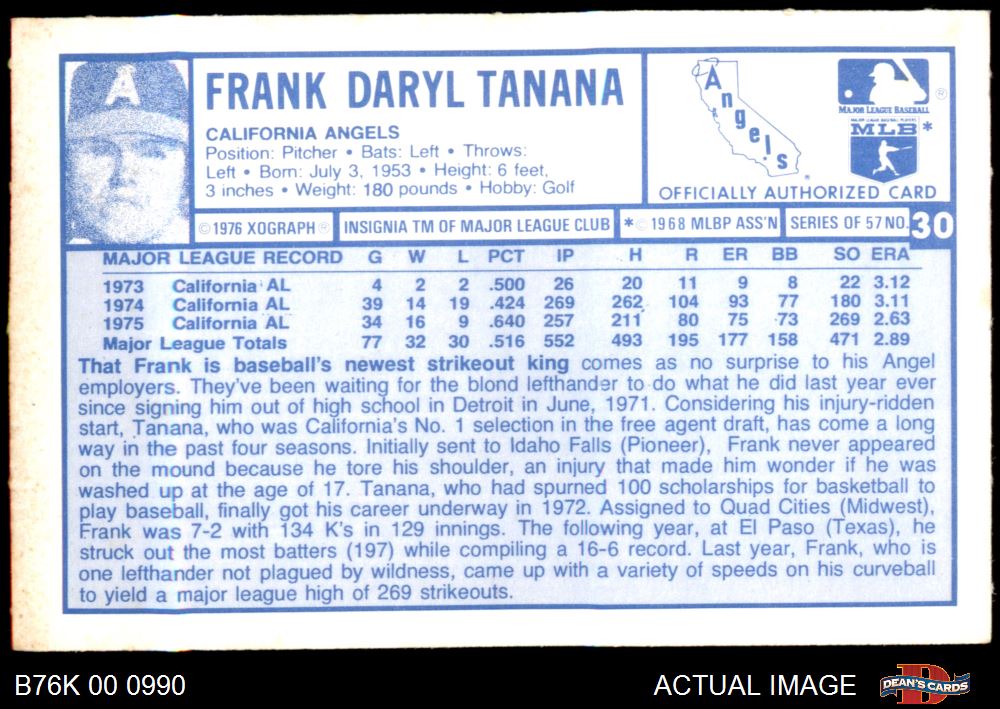 A
FRANK DARYL TANANA
CALIFORNIA ANGELS
Position: Pitcher • Bats: Left • Throws:
Left • Born: July 3, 1953 • Height: 6 feet,
3 inches • Weight: 180 pounds • Hobby: Golf
Angels
®
MAJOR LEAGUE BASEBALL
®
MAJOR LEAGUE BASEBALL PLAYERS
MLB *
OFFICIALLY AUTHORIZED CARD
© 1976 XOGRAPH ®
INSIGNIA TM OF MAJOR LEAGUE CLUB
* © 1968 MLBP ASS'N
SERIES OF 57 NO. 30
MAJOR LEAGUE RECORD G W L PCT IP H R ER BB SO ERA
1973 California AL 4 2 2 .500 26 20 11 9 8 22 3.12
1974 California AL 39 14 19 .424 269 262 104 93 77 180 3.11
1975 California AL 34 16 9 .640 257 211 80 75 73 269 2.63
Major League Totals 77 32 30 .516 552 493 195 177 158 471 2.89
That Frank is baseball's newest strikeout king comes as no surprise to his Angel
employers. They've been waiting for the blond lefthander to do what he did last year ever
since signing him out of high school in Detroit in June, 1971. Considering his injury-ridden
start, Tanana, who was California's No. 1 selection in the free agent draft, has come a long
way in the past four seasons. Initially sent to Idaho Falls (Pioneer), Frank never appeared
on the mound because he tore his shoulder, an injury that made him wonder if he was
washed up at the age of 17. Tanana, who had spurned 100 scholarships for basketball to
play baseball, finally got his career underway in 1972. Assigned to Quad Cities (Midwest),
Frank was 7-2 with 134 K's in 129 innings. The following year, at El Paso (Texas), he
struck out the most batters (197) while compiling a 16-6 record. Last year, Frank, who is
one lefthander not plagued by wildness, came up with a variety of speeds on his curveball
to yield a major league high of 269 strikeouts.
B76K 00 0990
ACTUAL IMAGE
DEAN'S CARDS